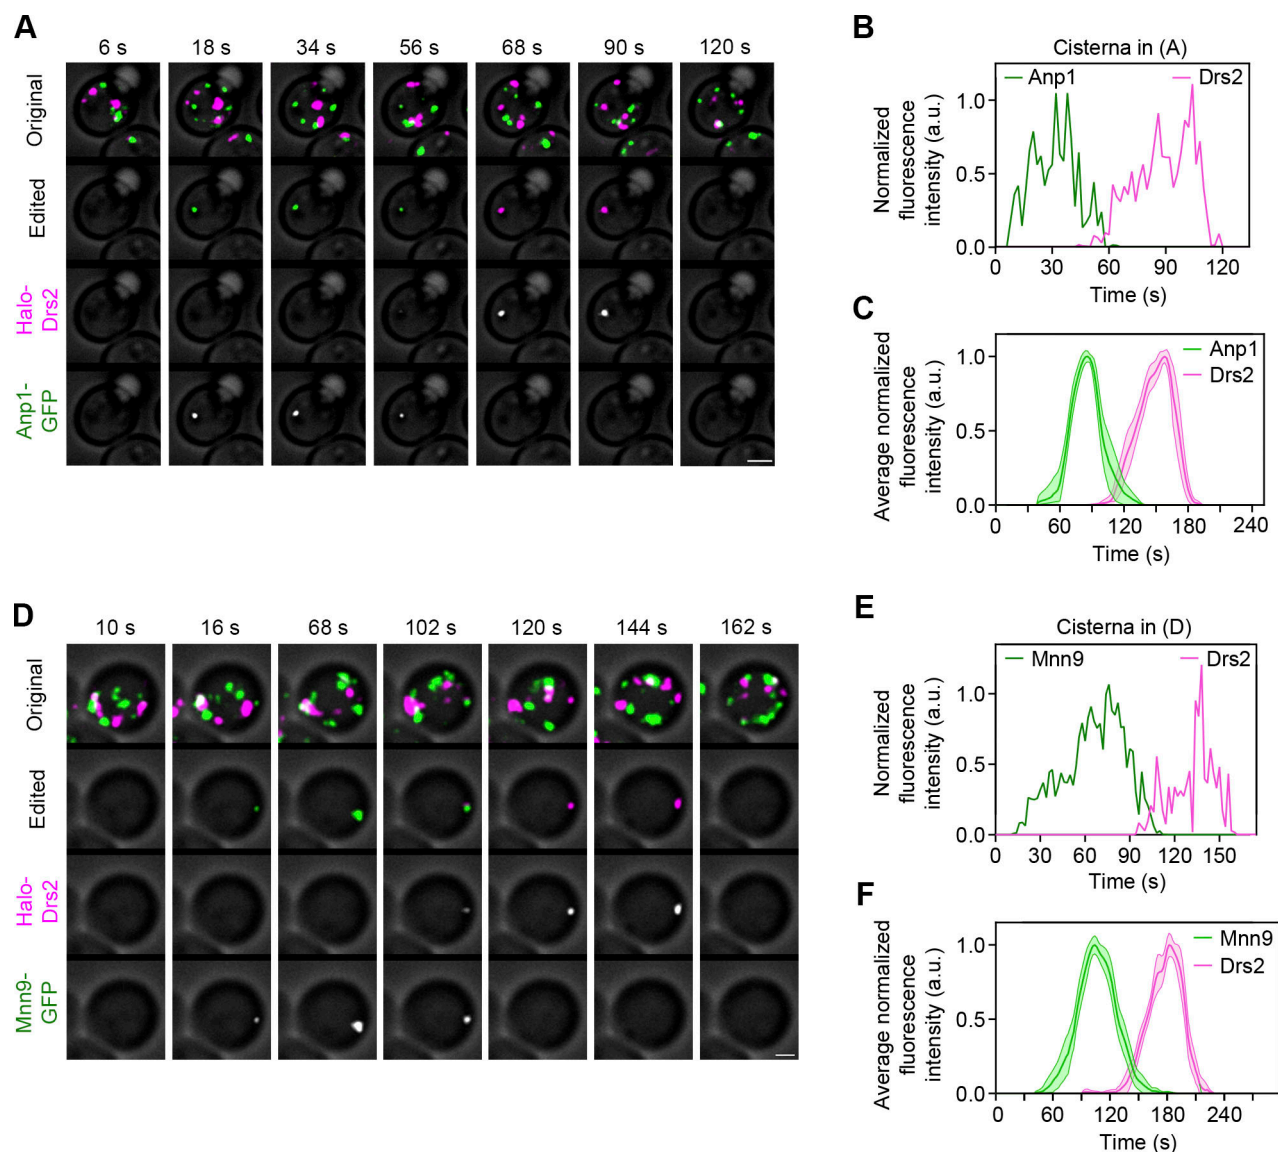 A
6 s 18 s 34 s 56 s 68 s 90 s 120 s
Original
Edited
Halo-
Drs2
Anp1-
GFP
B
Cisterna in (A)
Anp1 Drs2
Normalized
fluorescence
intensity (a.u.)
1.0
0.5
0.0
0 30 60 90 120
Time (s)
C
Anp1
Drs2
Average normalized
fluorescence
intensity (a.u.)
1.0
0.5
0.0
0 60 120 180 240
Time (s)
D
10 s 16 s 68 s 102 s 120 s 144 s 162 s
Original
Edited
Halo-
Drs2
Mnn9-
GFP
E
Cisterna in (D)
Mnn9 Drs2
Normalized
fluorescence
intensity (a.u.)
1.0
0.5
0.0
0 30 60 90 120 150
Time (s)
F
Mnn9
Drs2
Average normalized
fluorescence
intensity (a.u.)
1.0
0.5
0.0
0 60 120 180 240
Time (s)